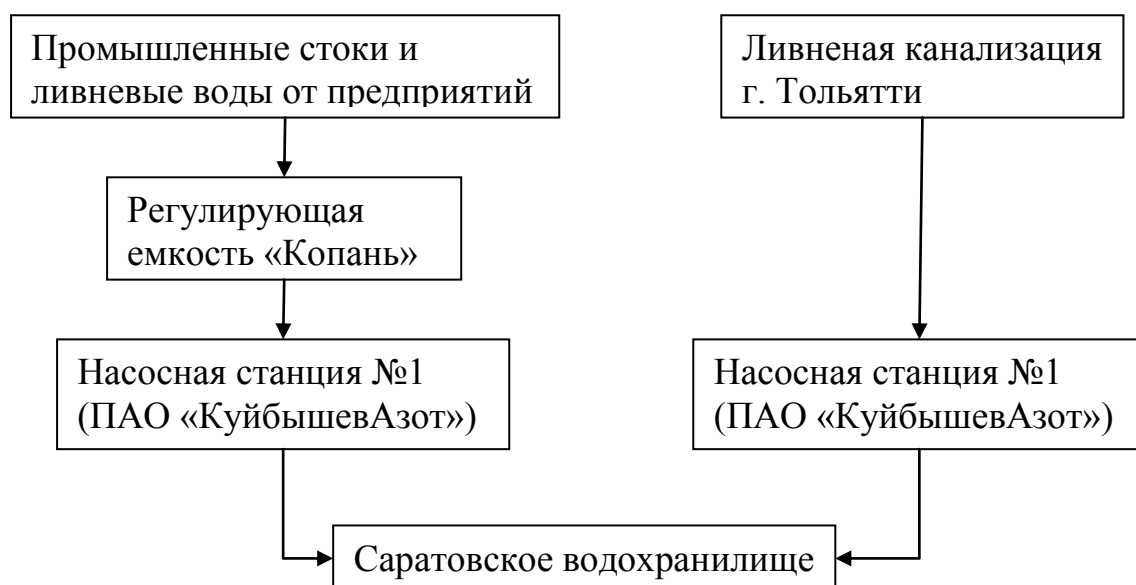 Промышленные стоки и
ливневые воды от предприятий
Ливненая канализация
г. Тольятти
Регулирующая
емкость «Копань»
Насосная станция №1
(ПАО «КуйбышевАзот»)
Насосная станция №1
(ПАО «КуйбышевАзот»)
Саратовское водохранилище